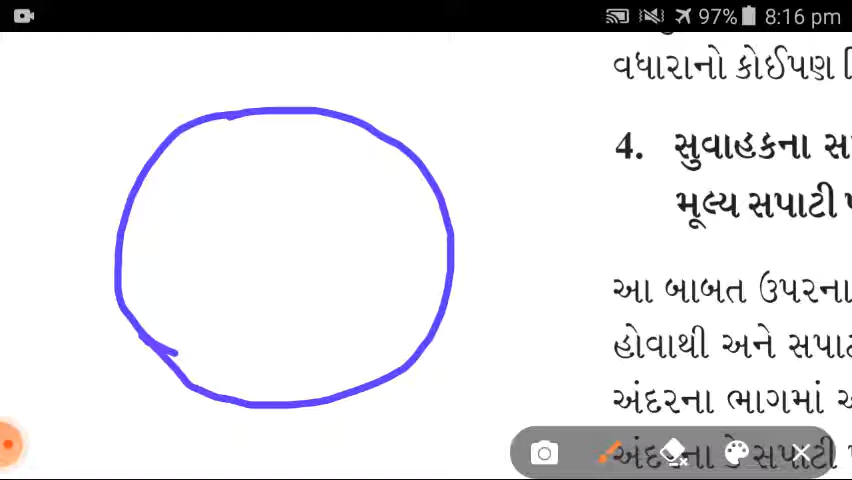 97% 8:16 pm
વધારાનો કોઈપણ
4. સુવાહકના
મૂલ્ય સપાટી
આ બાબત ઉપરના
હોવાથી અને
અંદરના ભાગમાં
સપાટી